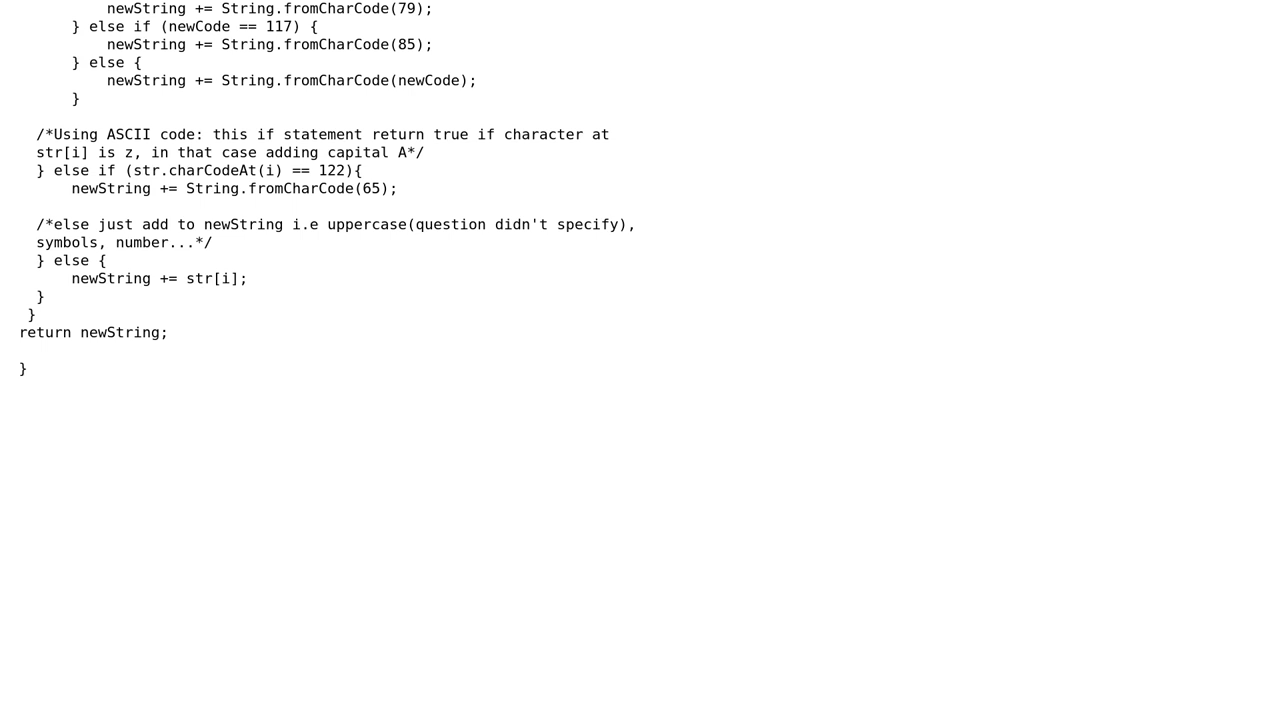 newString += String.fromCharCode(79);
} else if (newCode == 117) {
newString += String.fromCharCode(85);
} else {
newString += String.fromCharCode(newCode);
}
/*Using ASCII code: this if statement return true if character at
str[i] is z, in that case adding capital A*/
} else if (str.charCodeAt(i) == 122){
newString += String.fromCharCode(65);
/*else just add to newString i.e uppercase(question didn't specify),
symbols, number...*/
} else {
newString += str[i];
}
}
return newString;
}